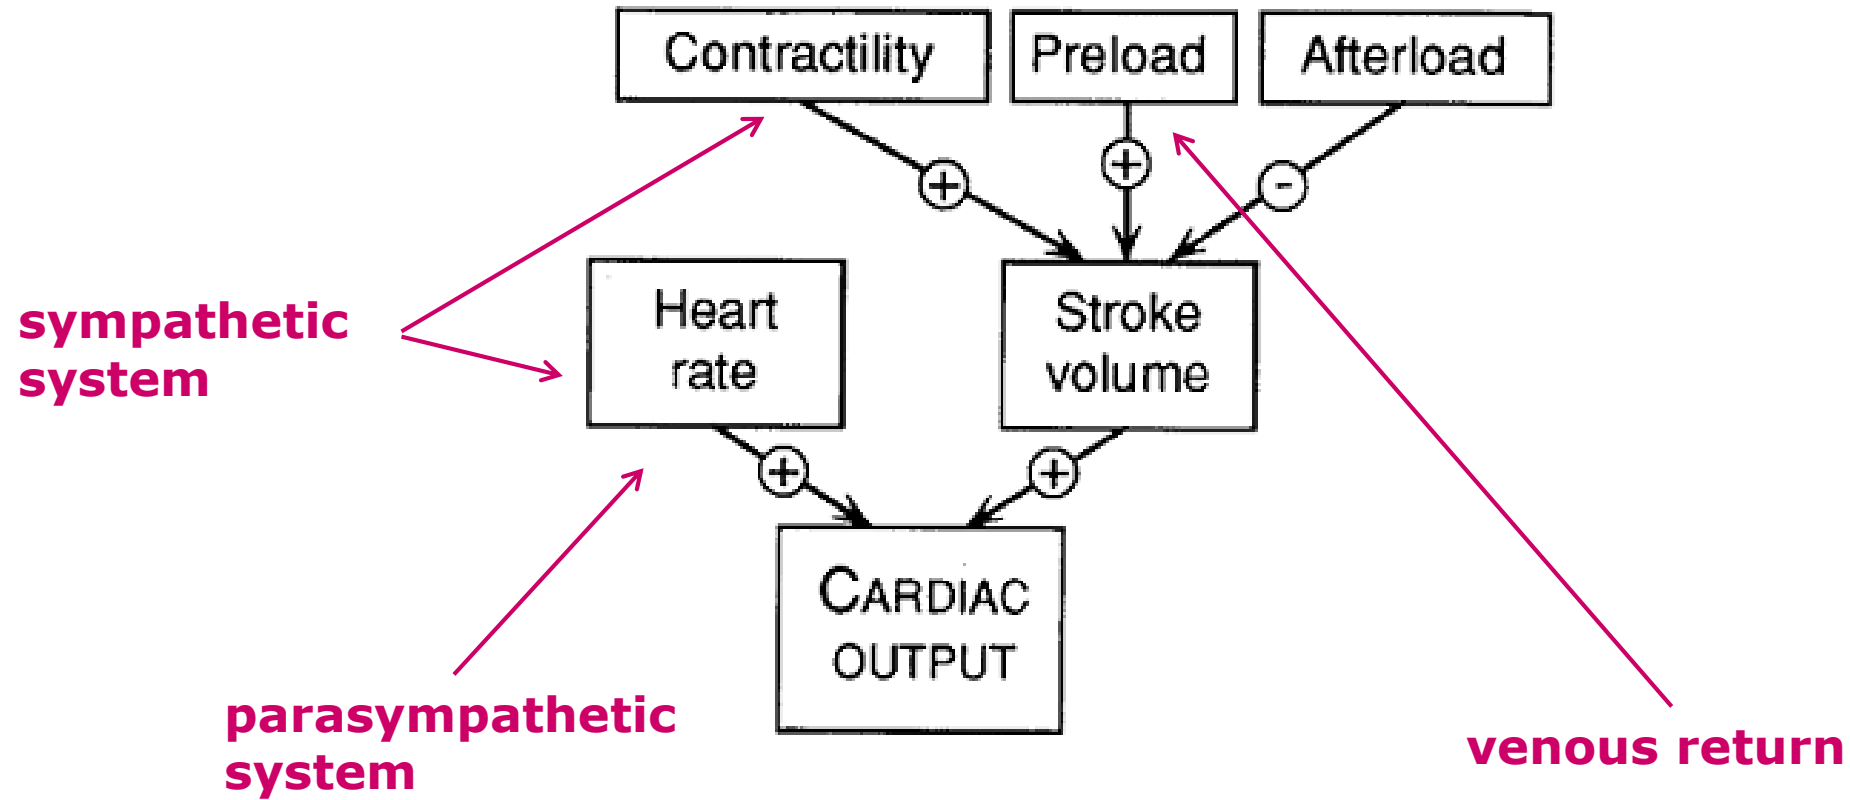 Contractility
Preload
Afterload
+
+
-
sympathetic
system
Heart
rate
Stroke
volume
+
+
CARDIAC
OUTPUT
parasympathetic
system
venous return